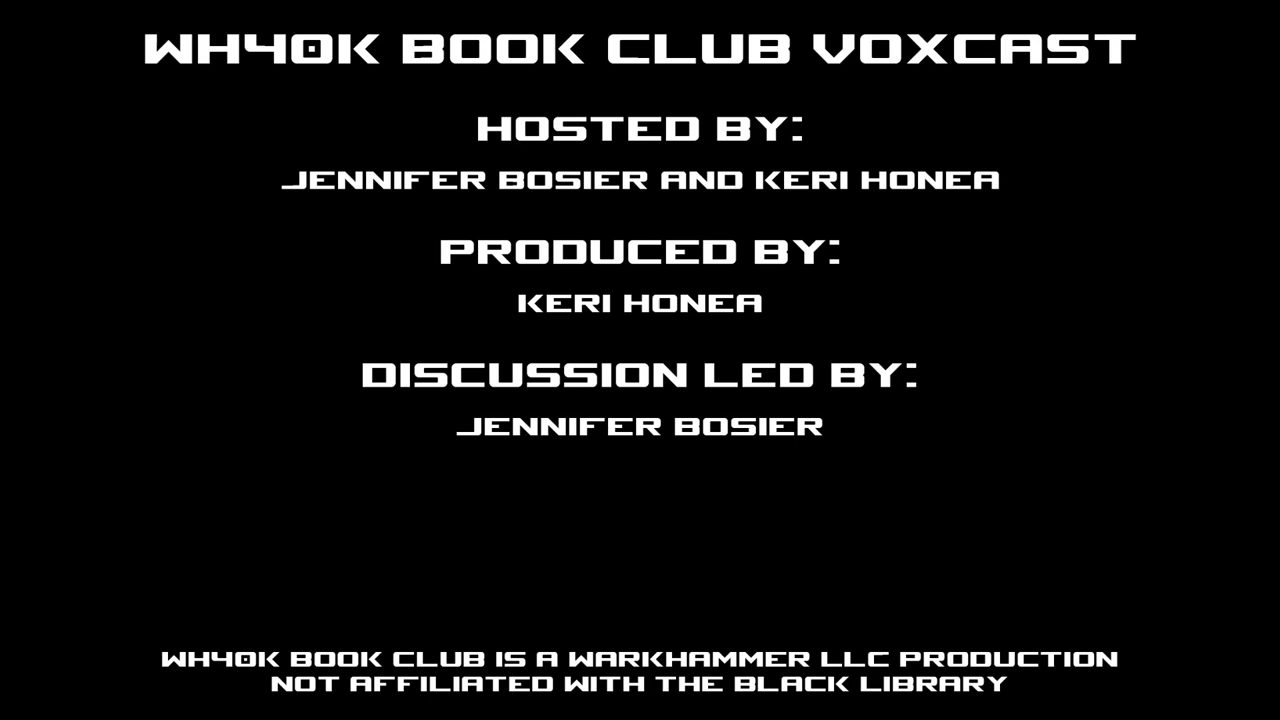 WH40K BOOK CLUB VOXCAST
HOSTED BY:
JENNIFER BOSIER AND KERI HONEA
PRODUCED BY:
KERI HONEA
DISCUSSION LED BY:
JENNIFER BOSIER
WH40K BOOK CLUB IS A WARKHAMMER LLC PRODUCTION
NOT AFFILIATED WITH THE BLACK LIBRARY